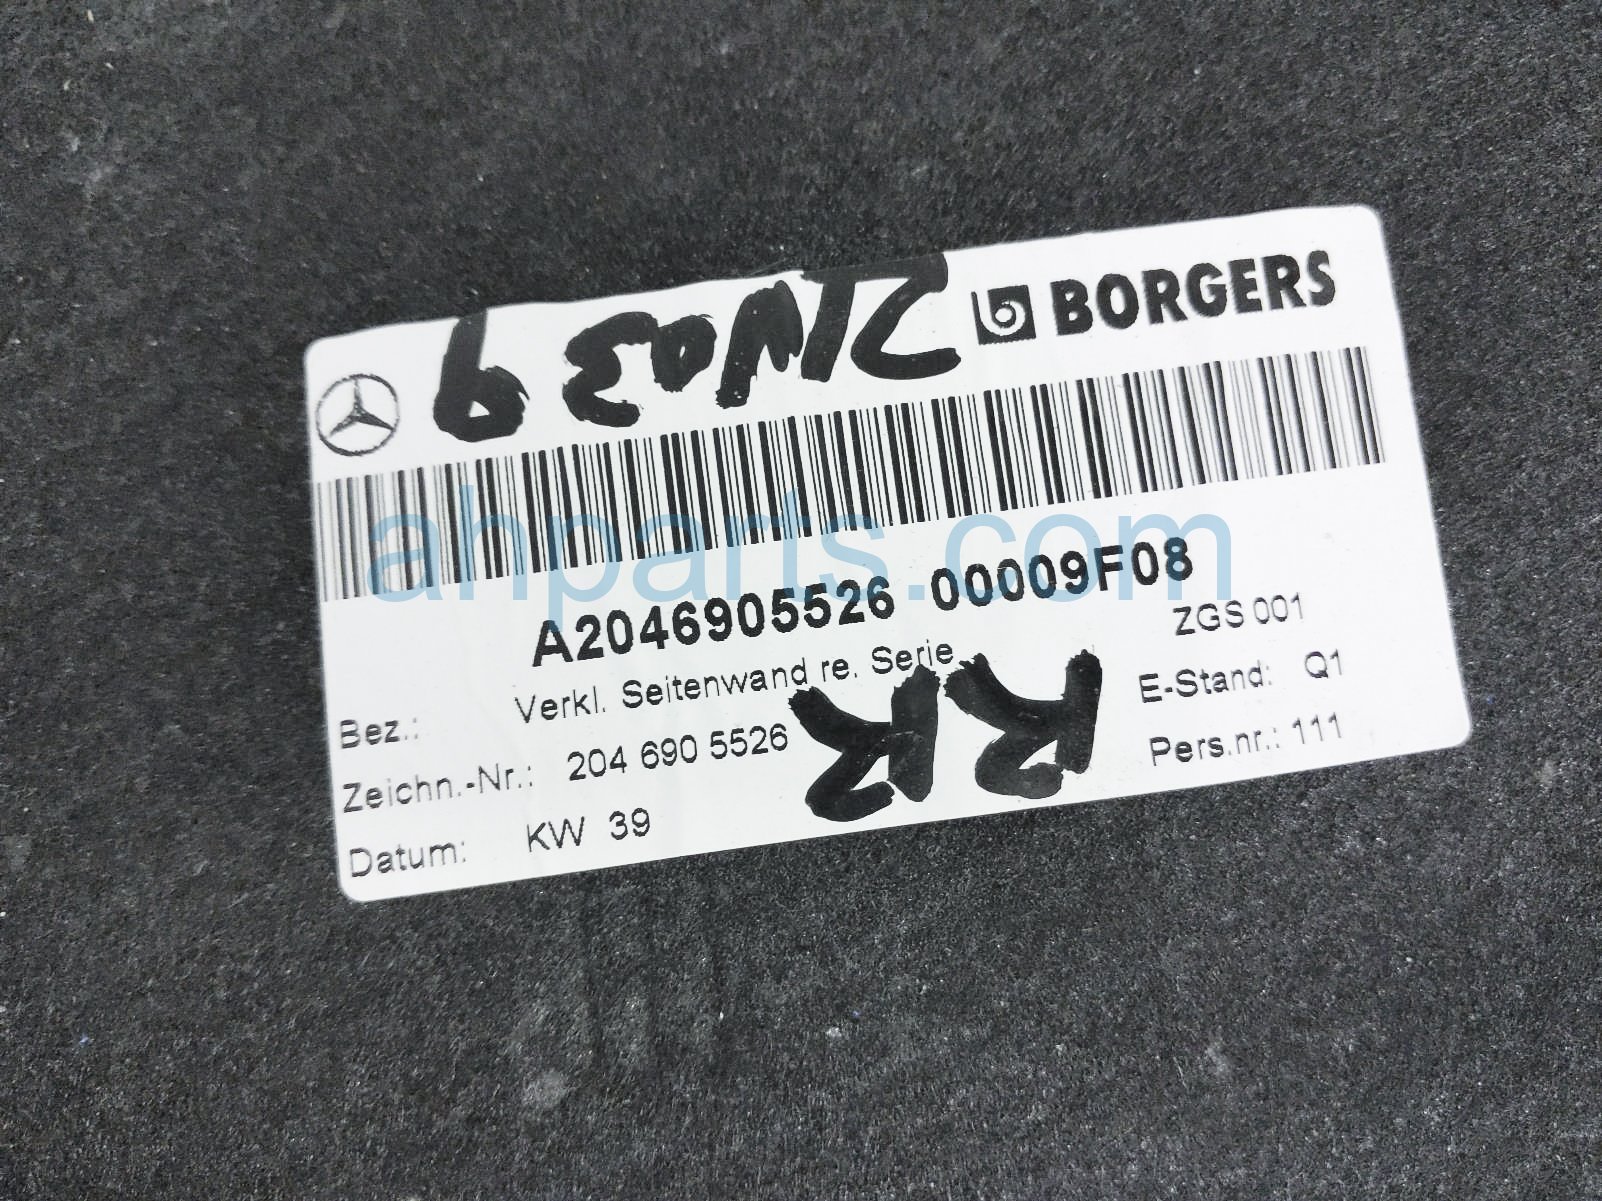 BORGERS
A2046905526 00009F08
ZGS 001
Bez.: Verkl. Seitenwand re. Serie
E-Stand: Q1
Zeichn.-Nr.: 204 690 5526
Pers.nr.: 111
Datum: KW 39
RR
ahparts.com